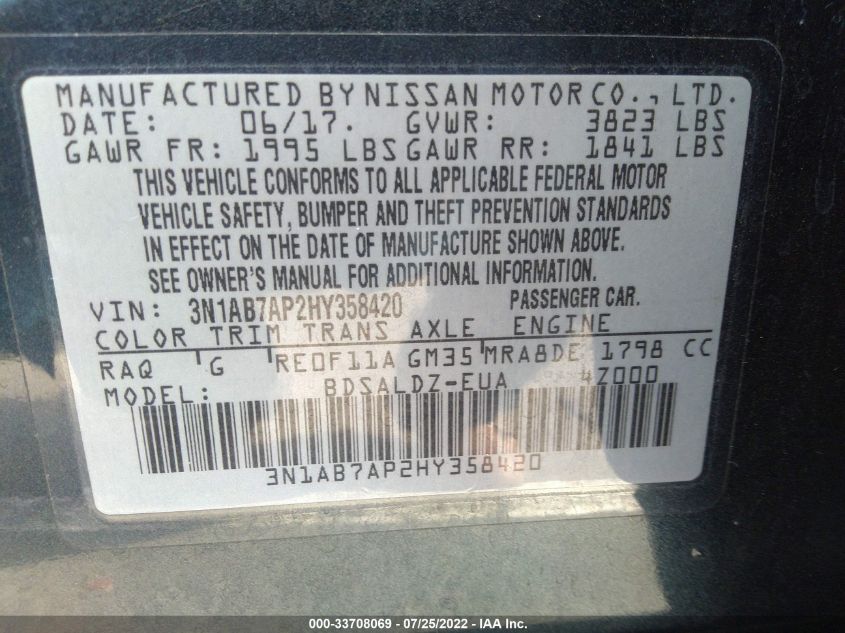 MANUFACTURED BY NISSAN MOTOR CO., LTD.
DATE: 06/17. GVWR: 3823 LBS
GAWR FR: 1995 LBS GAWR RR: 1841 LBS
THIS VEHICLE CONFORMS TO ALL APPLICABLE FEDERAL MOTOR
VEHICLE SAFETY, BUMPER AND THEFT PREVENTION STANDARDS
IN EFFECT ON THE DATE OF MANUFACTURE SHOWN ABOVE.
SEE OWNER'S MANUAL FOR ADDITIONAL INFORMATION.
VIN: 3N1AB7AP2HY358420 PASSENGER CAR.
COLOR TRIM TRANS AXLE ENGINE
RAQ G RE0F11A GM35 MRA8DE 1798 CC
MODEL: BDSALDZ-EUA 4Z000
3N1AB7AP2HY358420
000-33708069 - 07/25/2022 - IAA Inc.